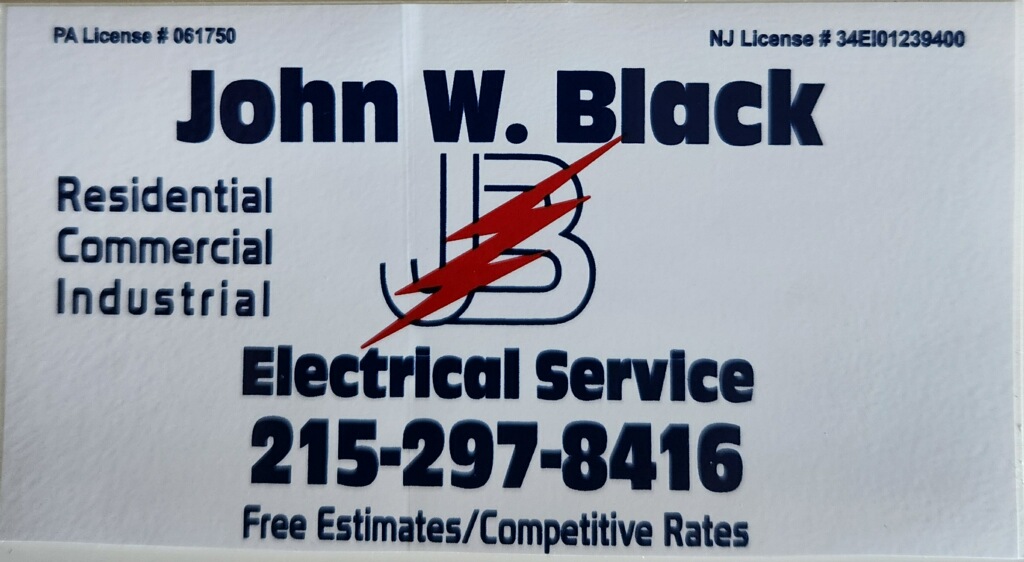 PA License # 061750
NJ License # 34EI01239400
John W. Black
JB
Residential
Commercial
Industrial
Electrical Service
215-297-8416
Free Estimates/Competitive Rates